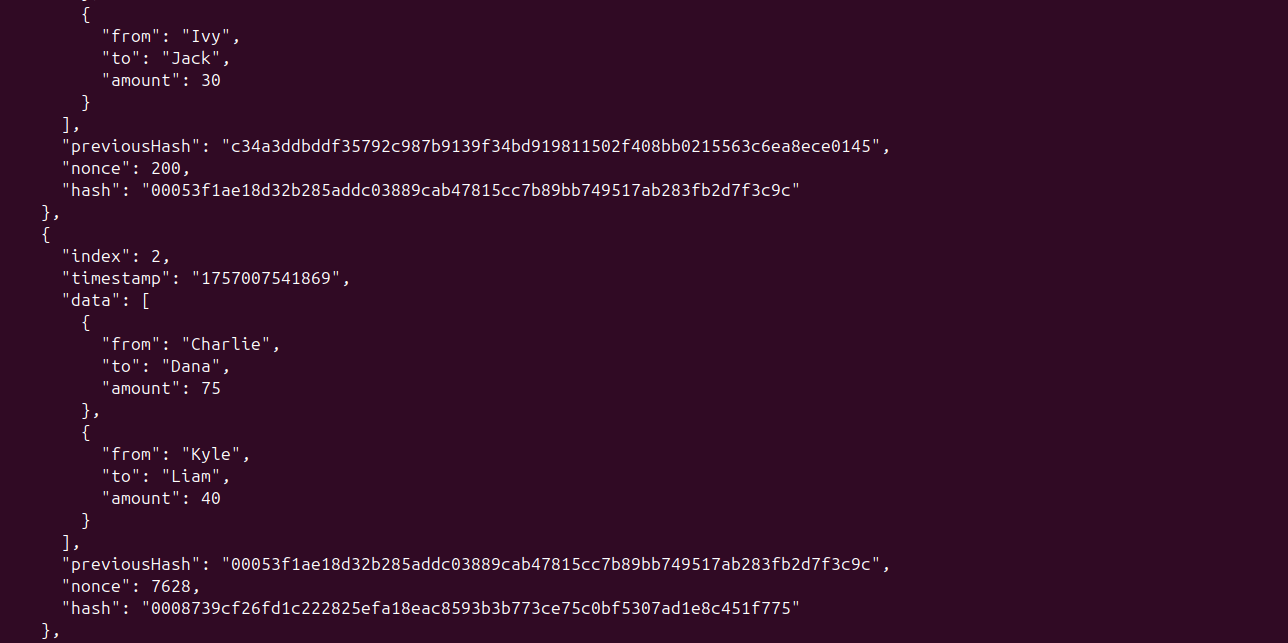 {
"from": "Ivy",
"to": "Jack",
"amount": 30
}
],
"previousHash": "c34a3ddbddf35792c987b9139f34bd919811502f408bb0215563c6ea8ece0145",
"nonce": 200,
"hash": "00053f1ae18d32b285addc03889cab47815cc7b89bb749517ab283fb2d7f3c9c"
},
{
"index": 2,
"timestamp": "1757007541869",
"data": [
{
"from": "Charlie",
"to": "Dana",
"amount": 75
},
{
"from": "Kyle",
"to": "Liam",
"amount": 40
}
],
"previousHash": "00053f1ae18d32b285addc03889cab47815cc7b89bb749517ab283fb2d7f3c9c",
"nonce": 7628,
"hash": "0008739cf26fd1c222825efa18eac8593b3b773ce75c0bf5307ad1e8c451f775"
},